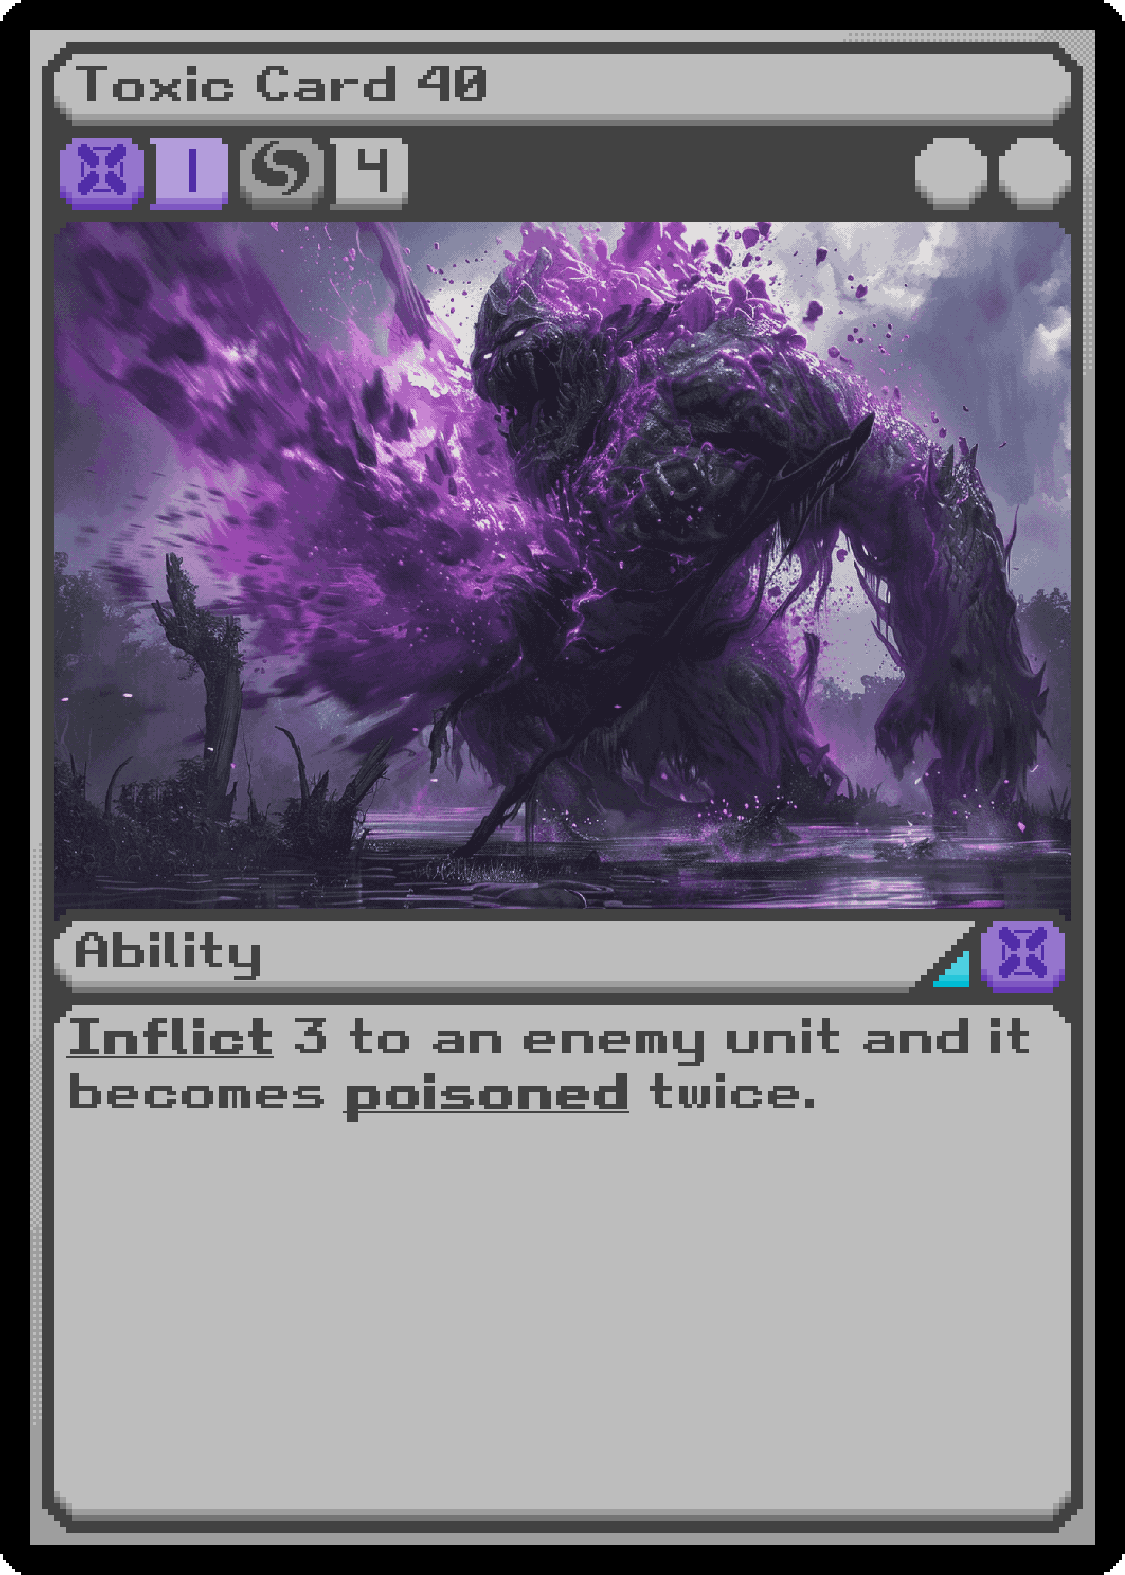 Toxic Card 40
1 4
Ability
Inflict 3 to an enemy unit and it
becomes poisoned twice.